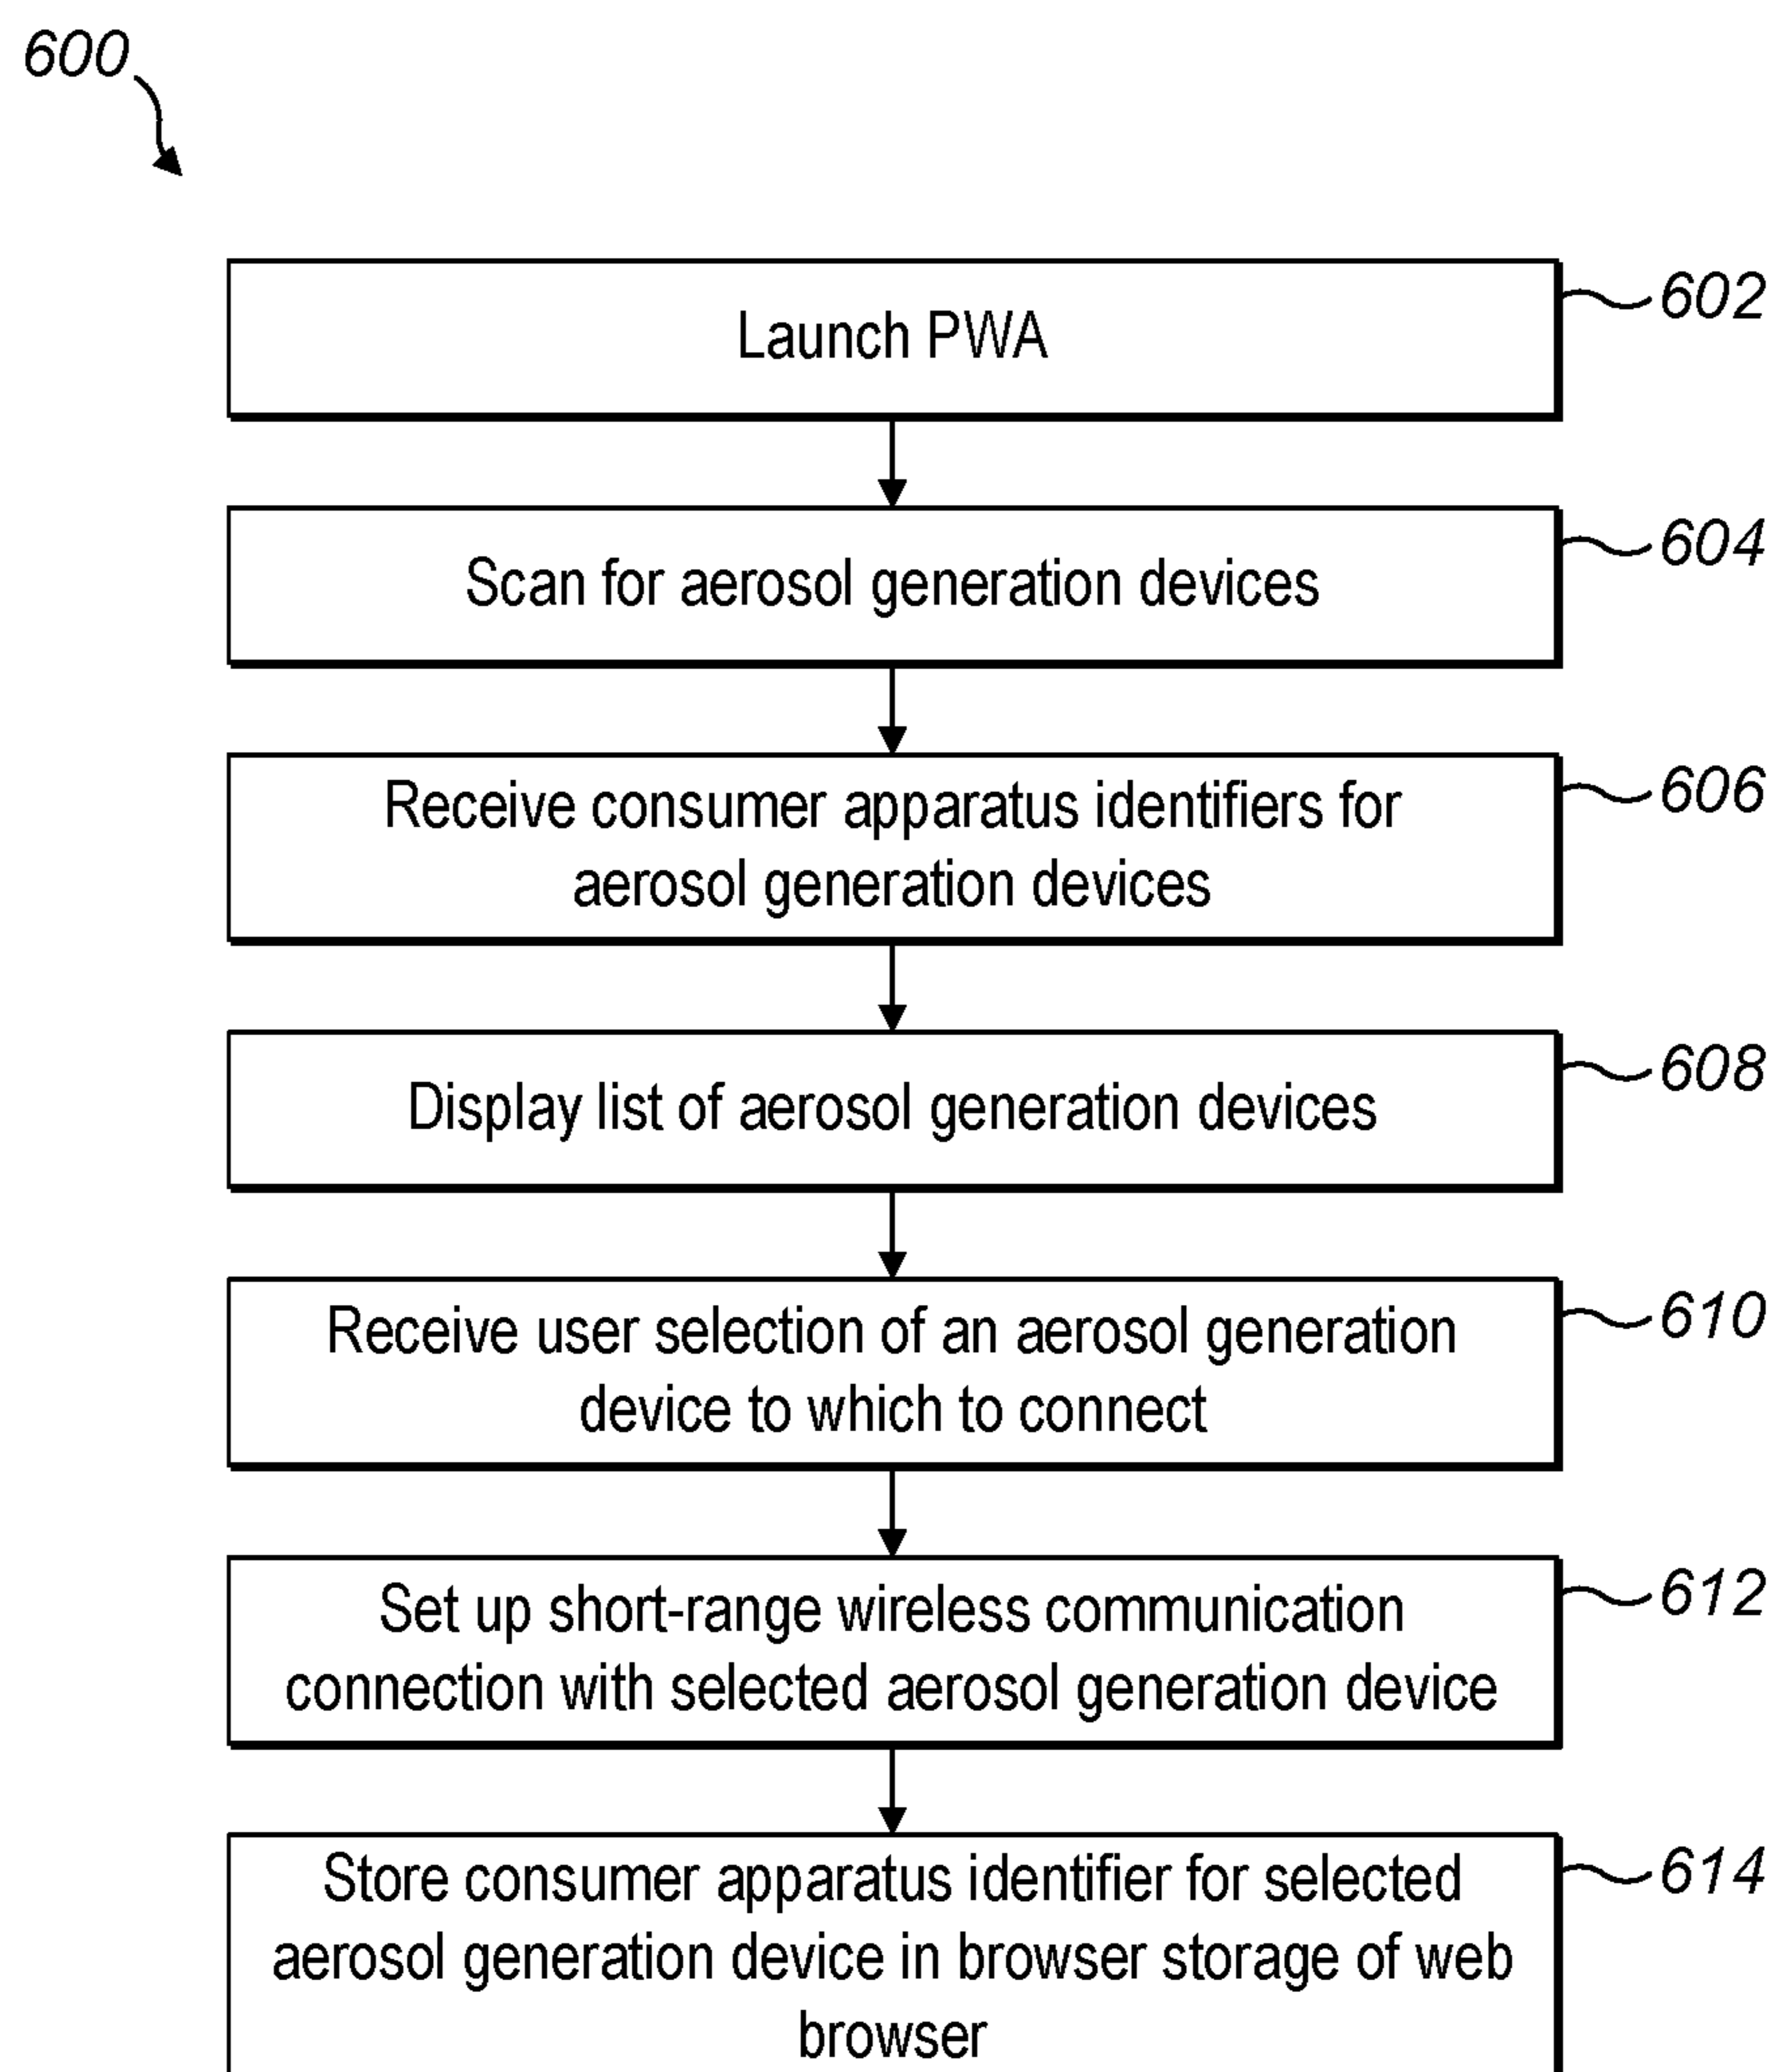 600
Launch PWA
602
Scan for aerosol generation devices
604
Receive consumer apparatus identifiers for
aerosol generation devices
606
Display list of aerosol generation devices
608
Receive user selection of an aerosol generation
device to which to connect
610
Set up short-range wireless communication
connection with selected aerosol generation device
612
Store consumer apparatus identifier for selected
aerosol generation device in browser storage of web
browser
614